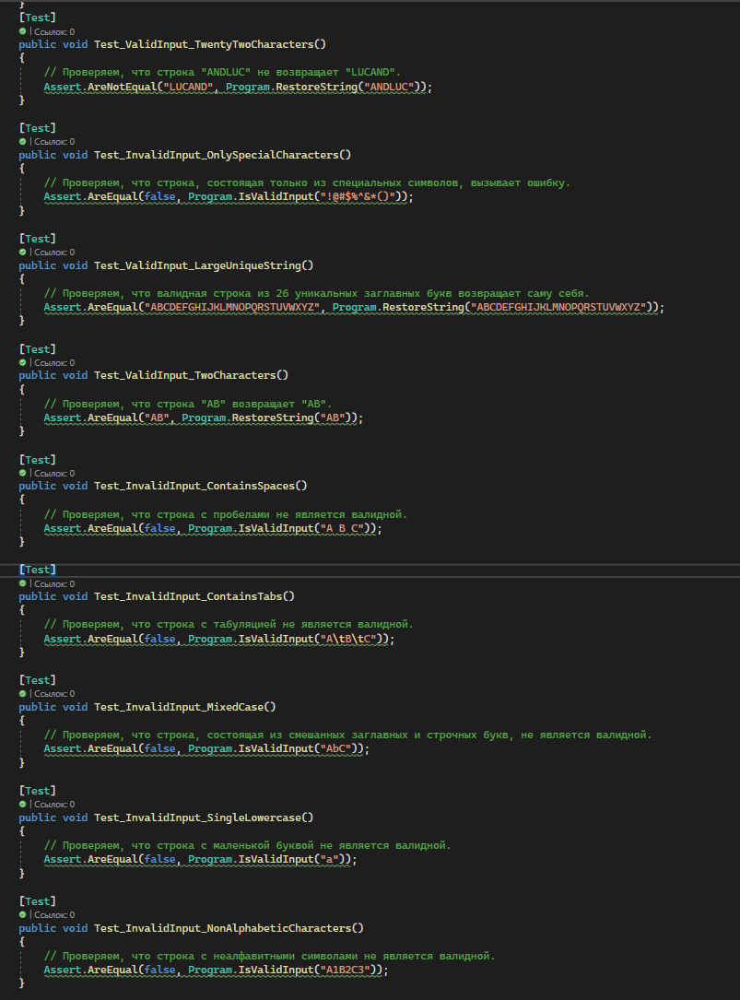 }
[Test]
| Ссылок: 0
public void Test_ValidInput_TwentyTwoCharacters()
{
// Проверяем, что строка "ANDLUC" не возвращает "LUCAND".
Assert.AreNotEqual("LUCAND", Program.RestoreString("ANDLUC"));
}
[Test]
| Ссылок: 0
public void Test_InvalidInput_OnlySpecialCharacters()
{
// Проверяем, что строка, состоящая только из специальных символов, вызывает ошибку.
Assert.AreEqual(false, Program.IsValidInput("!@#$%^&*()"));
}
[Test]
| Ссылок: 0
public void Test_ValidInput_LargeUniqueString()
{
// Проверяем, что валидная строка из 26 уникальных заглавных букв возвращает саму себя.
Assert.AreEqual("ABCDEFGHIJKLMNOPQRSTUVWXYZ", Program.RestoreString("ABCDEFGHIJKLMNOPQRSTUVWXYZ"));
}
[Test]
| Ссылок: 0
public void Test_ValidInput_TwoCharacters()
{
// Проверяем, что строка "AB" возвращает "AB".
Assert.AreEqual("AB", Program.RestoreString("AB"));
}
[Test]
| Ссылок: 0
public void Test_InvalidInput_ContainsSpaces()
{
// Проверяем, что строка с пробелами не является валидной.
Assert.AreEqual(false, Program.IsValidInput("A B C"));
}
[Test]
| Ссылок: 0
public void Test_InvalidInput_ContainsTabs()
{
// Проверяем, что строка с табуляцией не является валидной.
Assert.AreEqual(false, Program.IsValidInput("A\tB\tC"));
}
[Test]
| Ссылок: 0
public void Test_InvalidInput_MixedCase()
{
// Проверяем, что строка, состоящая из смешанных заглавных и строчных букв, не является валидной.
Assert.AreEqual(false, Program.IsValidInput("AbC"));
}
[Test]
| Ссылок: 0
public void Test_InvalidInput_SingleLowercase()
{
// Проверяем, что строка с маленькой буквой не является валидной.
Assert.AreEqual(false, Program.IsValidInput("a"));
}
[Test]
| Ссылок: 0
public void Test_InvalidInput_NonAlphabeticCharacters()
{
// Проверяем, что строка с неалфавитными символами не является валидной.
Assert.AreEqual(false, Program.IsValidInput("A1B2C3"));
}